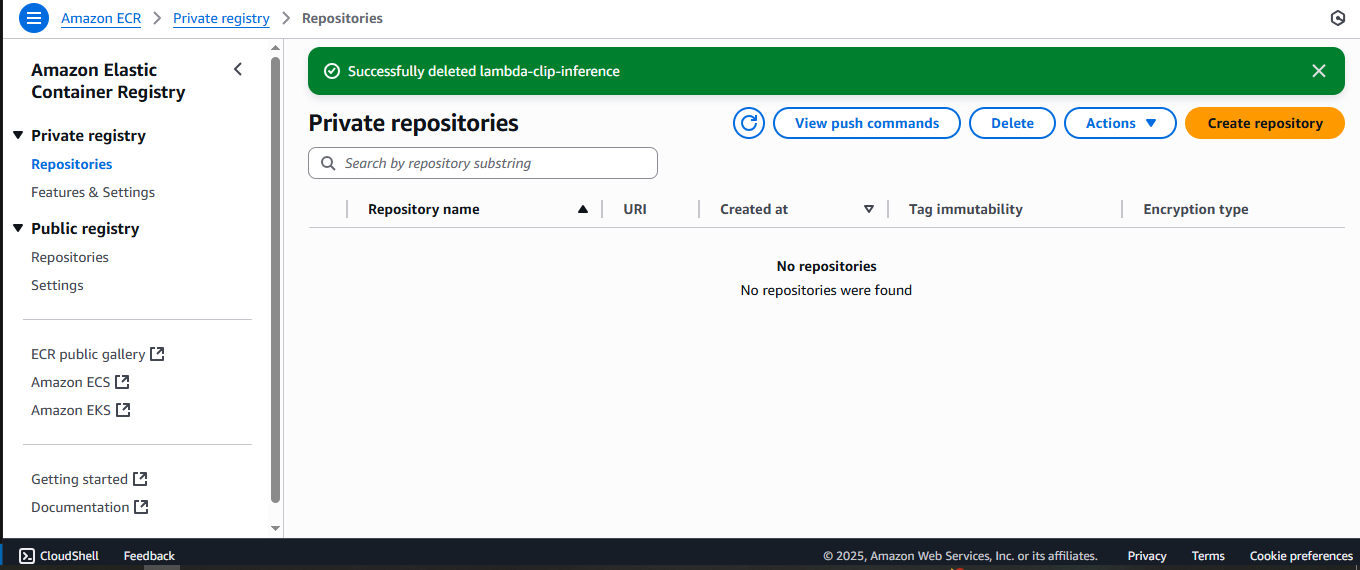 Amazon ECR > Private registry > Repositories
Amazon Elastic
Container Registry
Private registry
Repositories
Features & Settings
Public registry
Repositories
Settings
ECR public gallery
Amazon ECS
Amazon EKS
Getting started
Documentation
Successfully deleted lambda-clip-inference
Private repositories
View push commands
Delete
Actions
Create repository
Search by repository substring
Repository name URI Created at Tag immutability Encryption type
No repositories
No repositories were found
CloudShell Feedback © 2025, Amazon Web Services, Inc. or its affiliates. Privacy Terms Cookie preferences